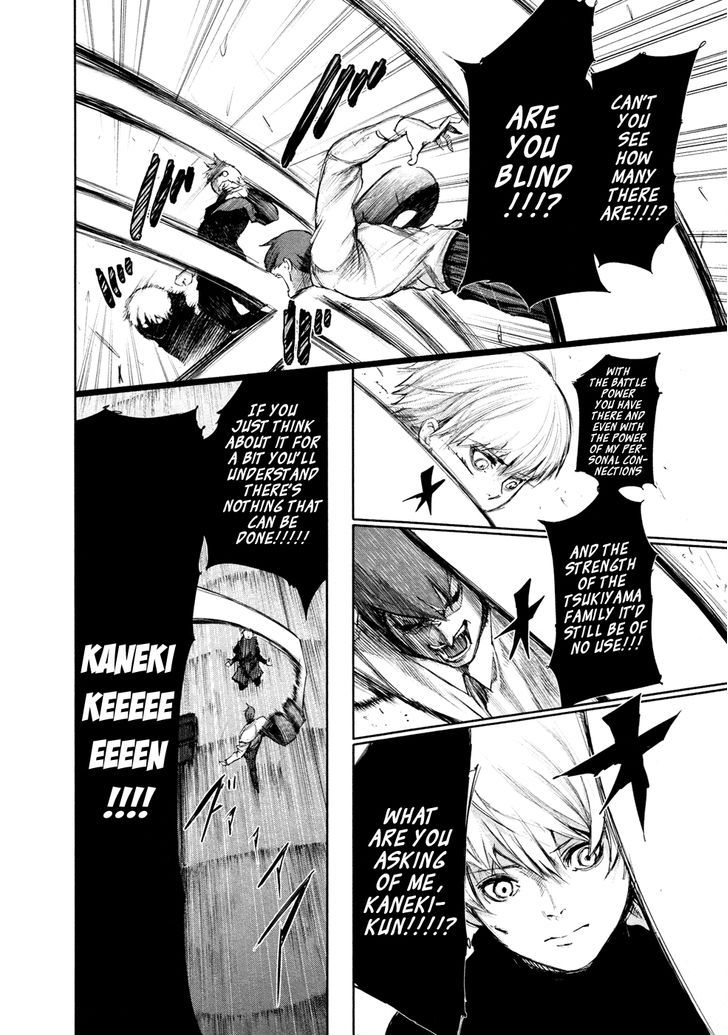 CAN'T
YOU
SEE
HOW
MANY
THERE
ARE!!!?
ARE
YOU
BLIND
!!!?
WITH
THE BATTLE
POWER
YOU HAVE
THERE AND
EVEN WITH
THE POWER
OF MY PER-
SONAL CON-
NECTIONS
AND THE
STRENGTH
OF THE
TSUKIYAMA
FAMILY IT'D
STILL BE OF
NO USE!!!
WHAT
ARE YOU
ASKING
OF ME,
KANEKI-
KUN!!!!?
IF YOU
JUST THINK
ABOUT IT FOR
A BIT YOU'LL
UNDERSTAND
THERE'S
NOTHING THAT
CAN BE
DONE!!!!!
KANEKI
KEEEEE
EEEEN
!!!!